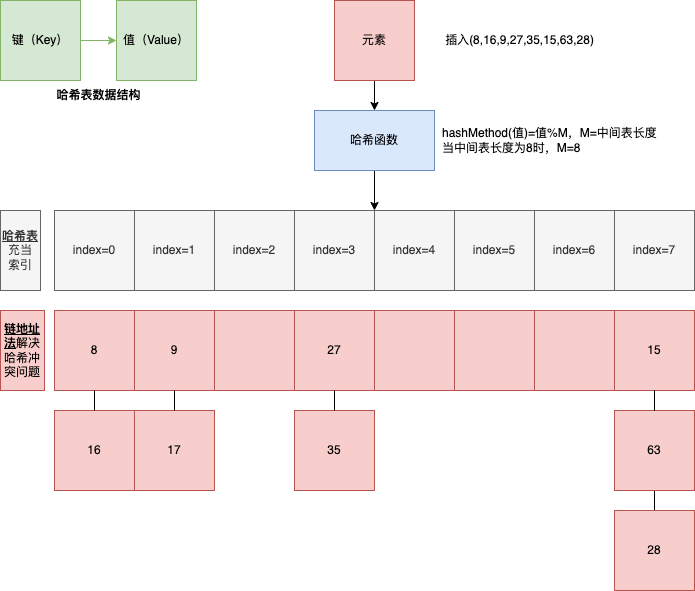 键（Key）
值（Value）
哈希表数据结构
元素
插入(8,16,9,27,35,15,63,28)
哈希函数
hashMethod(值)=值%M，M=中间表长度
当中间表长度为8时，M=8
哈希表
充当
索引
index=0
index=1
index=2
index=3
index=4
index=5
index=6
index=7
链地址
法解决
哈希冲
突问题
8
9
27
15
16
17
35
63
28